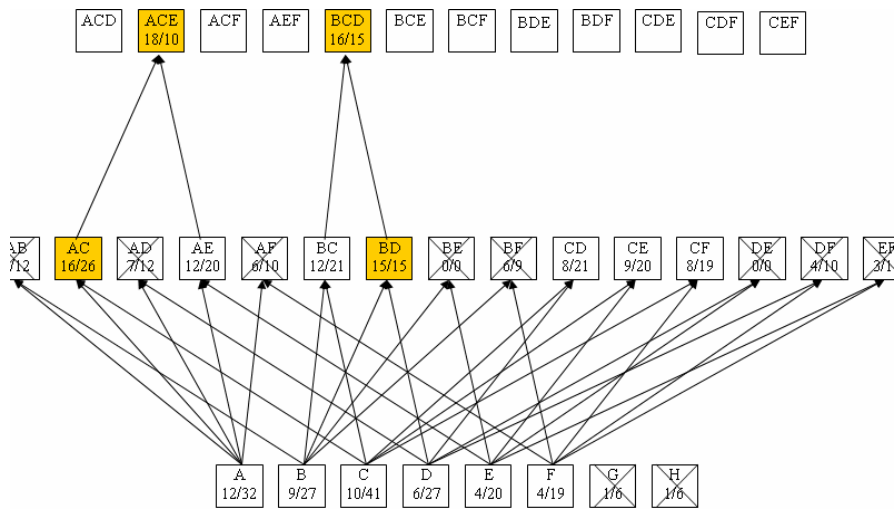 ACD ACE ACF AEF BCD BCE BCF BDE BDF CDE CDF CEF
18/10 16/15
AC AD AE AF BC BD BE BF CD CE CF DE DF
16/26 7/12 12/20 6/10 12/21 15/15 0/0 6/9 8/21 9/20 8/19 0/0 4/10
A B C D E F G H
12/32 9/27 10/41 6/27 4/20 4/19 1/6 1/6